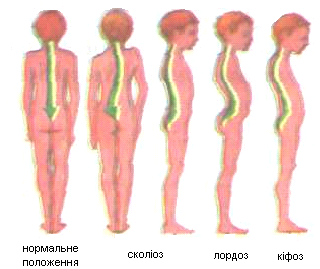 нормальне
положення
сколіоз
лордоз
кіфоз